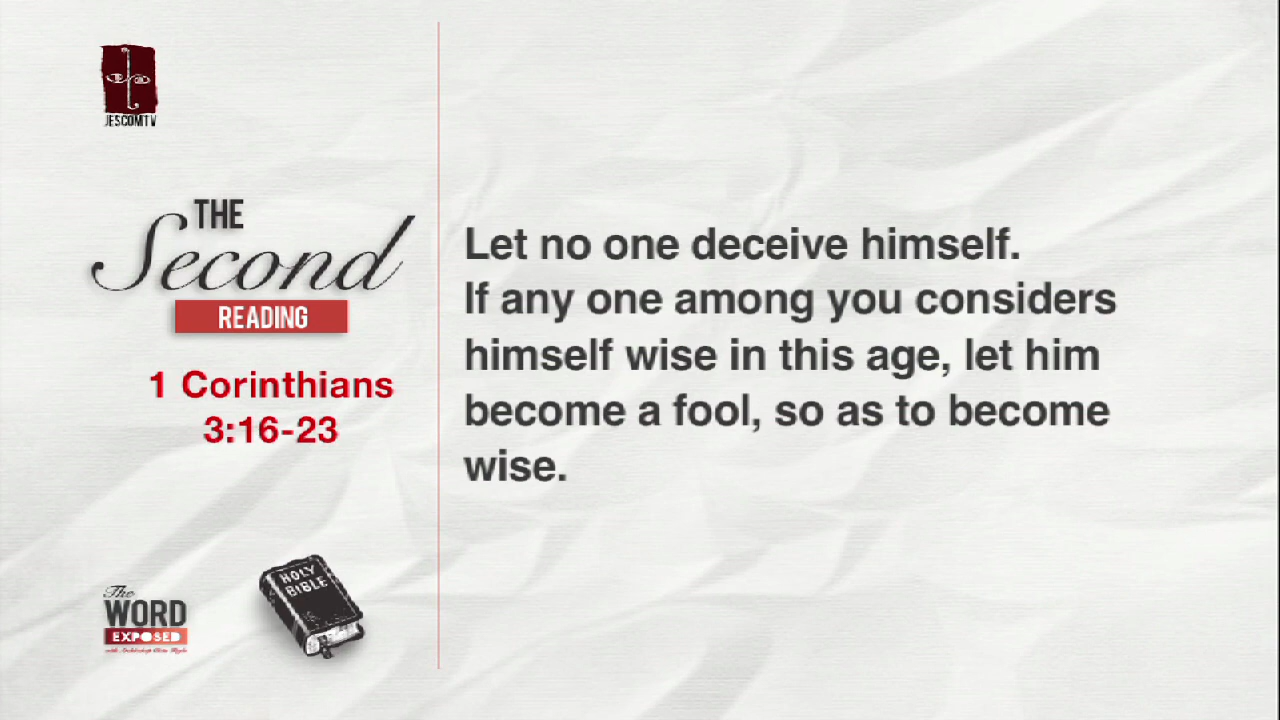 JESCOMTV
THE
Second
READING
1 Corinthians
3:16-23
Let no one deceive himself.
If any one among you considers
himself wise in this age, let him
become a fool, so as to become
wise.
HOLY
BIBLE
The
WORD
EXPOSED